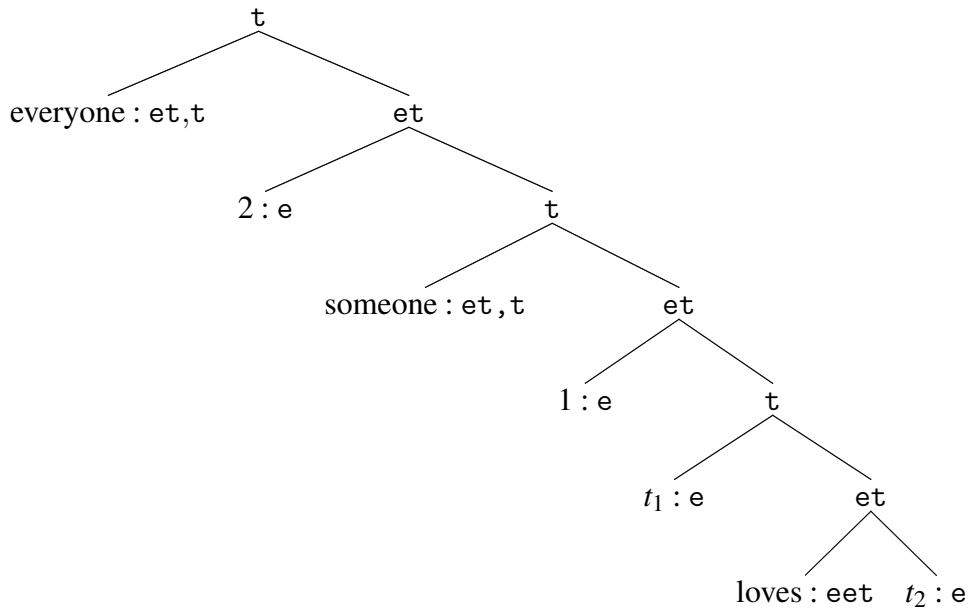 t
everyone : et,t et
2 : e t
someone : et,t et
1 : e t
t₁ : e et
loves : eet t₂ : e